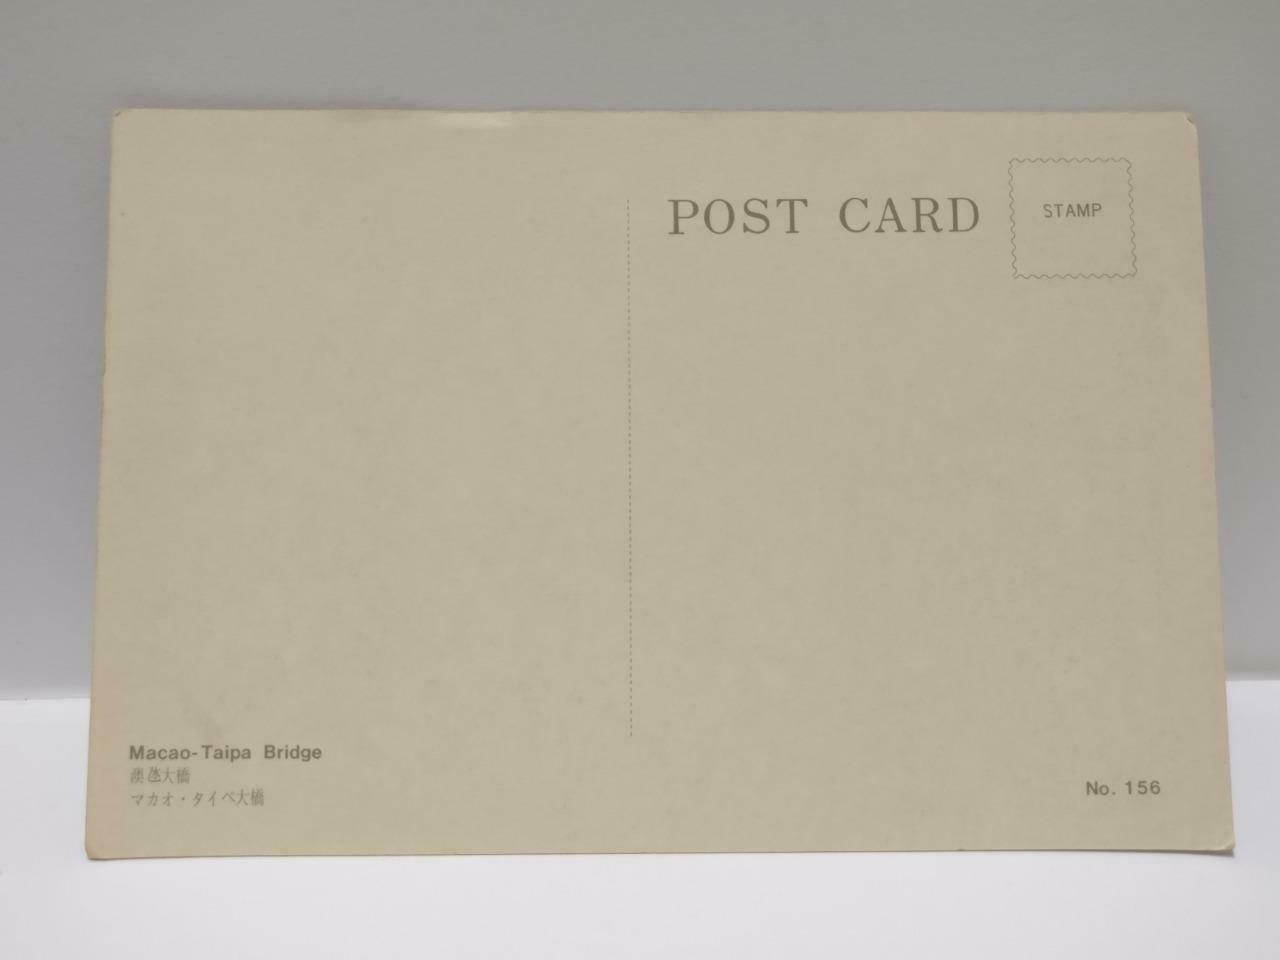 POST CARD
STAMP
Macao-Taipa Bridge
澳氹大橋
マカオ・タイペ大橋
No. 156